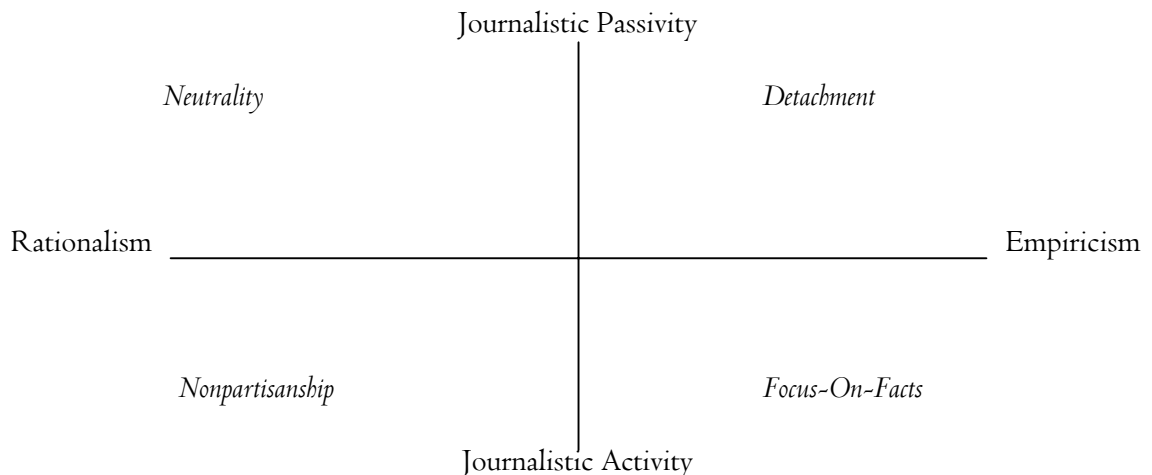 Journalistic Passivity
Neutrality
Detachment
Rationalism
Empiricism
Nonpartisanship
Focus-On-Facts
Journalistic Activity